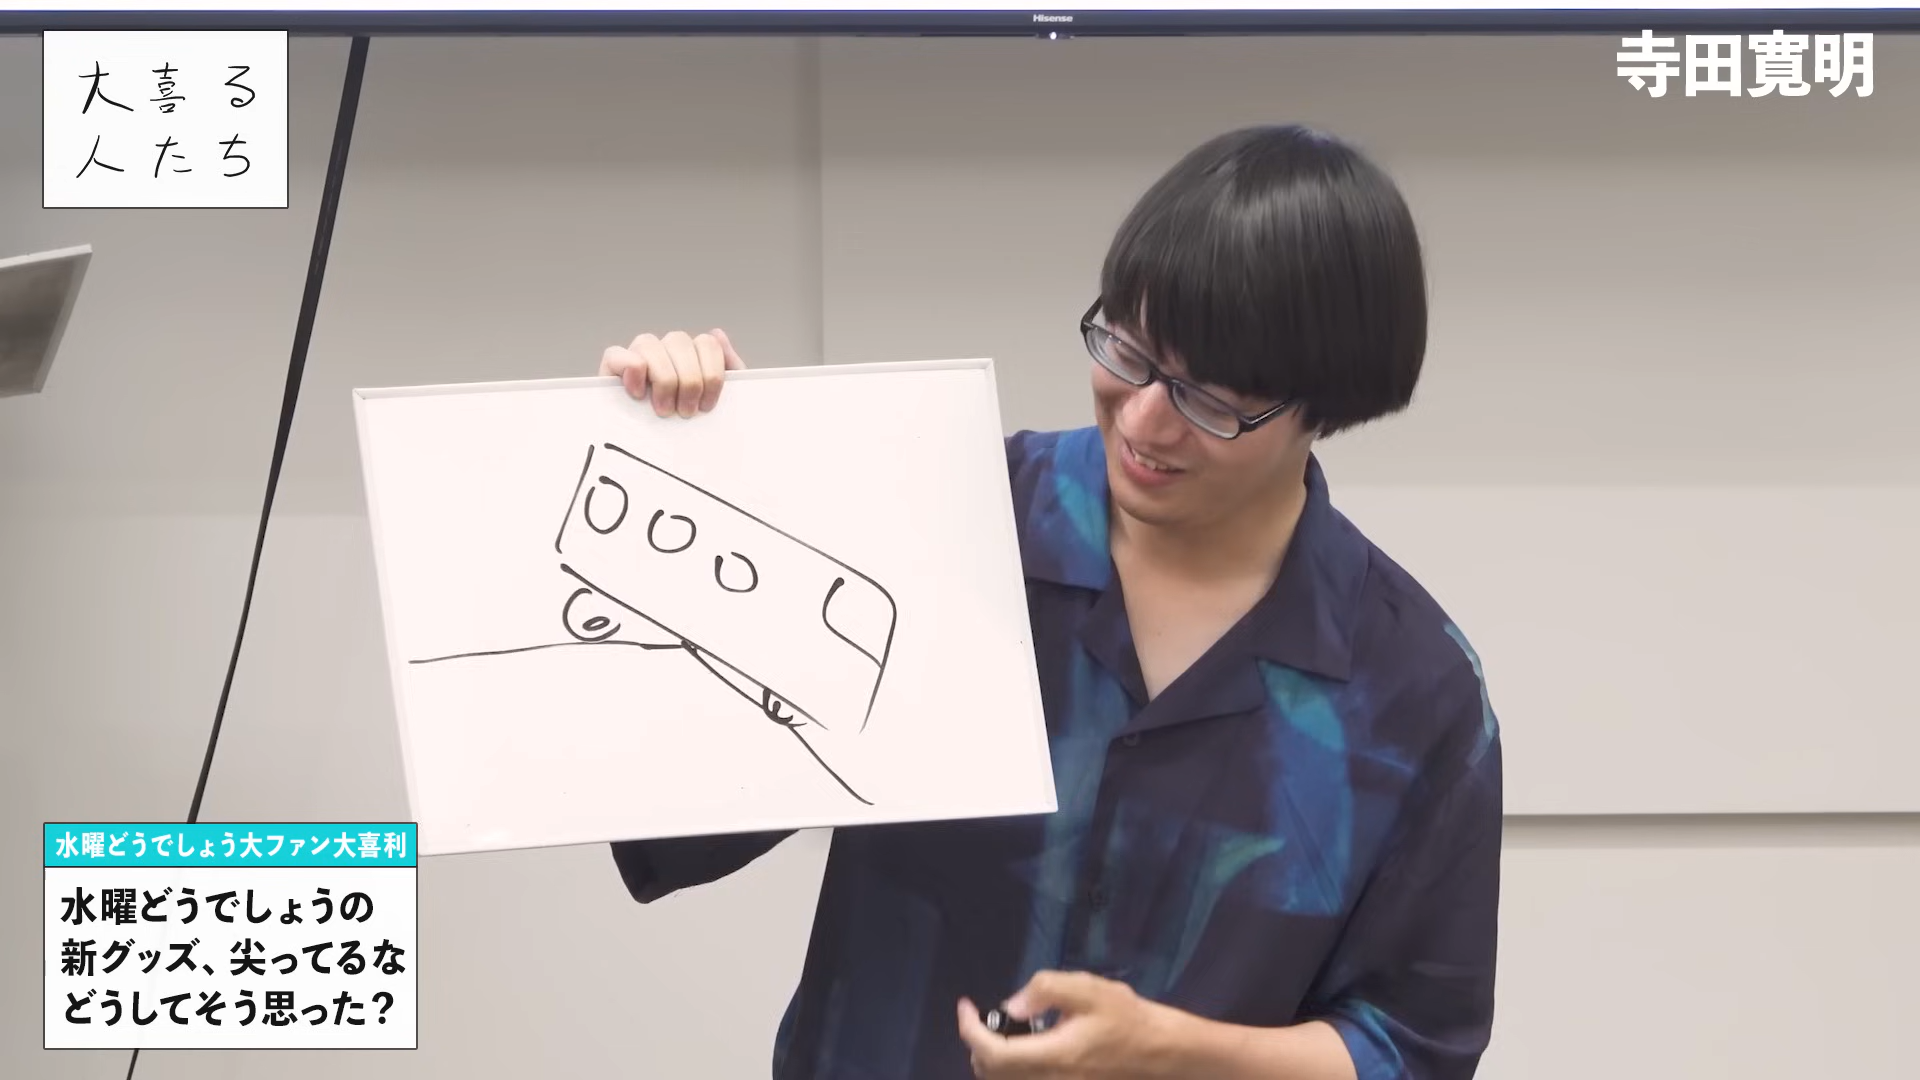 Hisense
大喜る
人たち
寺田寛明
水曜どうでしょう大ファン大喜利
水曜どうでしょうの
新グッズ、尖ってるな
どうしてそう思った？